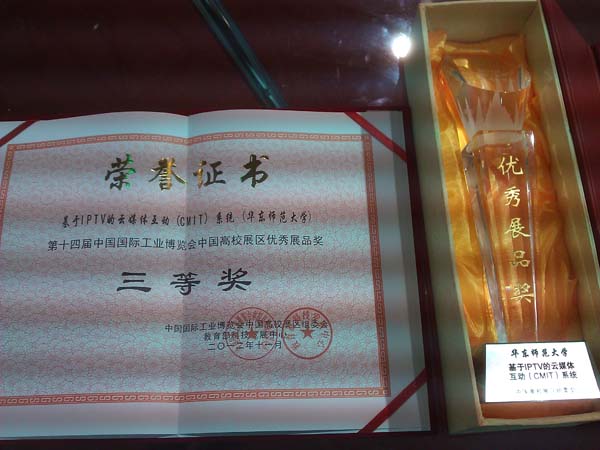 荣誉证书
基于IPTV的云媒体互动(CMIT)系统(华东师范大学)
第十四届中国国际工业博览会中国高校展区优秀展品奖
三等奖
中国国际工业博览会中国高校展区组委会
教育部科技发展中心
二〇一二年十一月
优秀展品奖
华东师范大学
基于IPTV的云媒体
互动(CMIT)系统